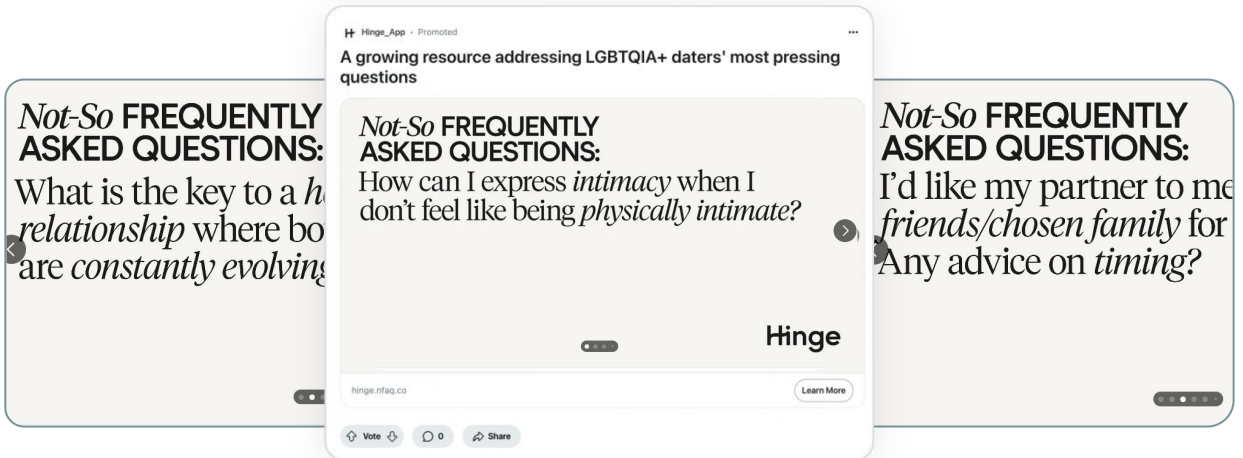 Not-So FREQUENTLY
ASKED QUESTIONS:
What is the key to a
relationship where
are constantly evolving
Hinge_App • Promoted
A growing resource addressing LGBTQIA+ daters' most pressing
questions
Not-So FREQUENTLY
ASKED QUESTIONS:
How can I express intimacy when I
don't feel like being physically intimate?
Hinge
hinge.nfaq.co
Learn More
Vote
0
Share
Not-So FREQUENTLY
ASKED QUESTIONS:
I'd like my partner to
friends/chosen family for
Any advice on timing?